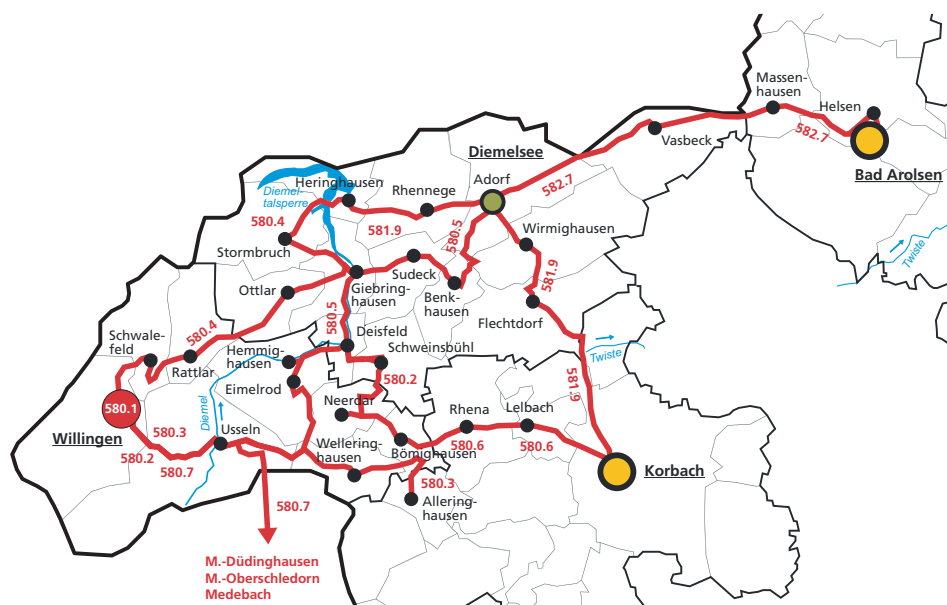 Massen-
hausen
Helsen
582.7
Bad Arolsen
Vasbeck
Diemelsee
Adorf
582.7
Heringhausen
Rhennege
Diemel-
talsperre
580.4
581.9
580.5
Wirmighausen
Stormbruch
Sudeck
581.9
Twiste
Ottlar
Giebring-
hausen
Benk-
hausen
Flechtdorf
580.4
580.5
Deisfeld
Schwale-
feld
Hemmig-
hausen
Schweinsbühl
Twiste
Rattlar
Eimelrod
580.2
581.9
580.1
Diemel
Neerdar
Rhena
Lelbach
Willingen
580.3
Usseln
580.2
580.7
Wellering-
hausen
Bömighausen
580.6
580.6
Korbach
580.3
580.7
Allering-
hausen
M.-Düdinghausen
M.-Oberschledorn
Medebach